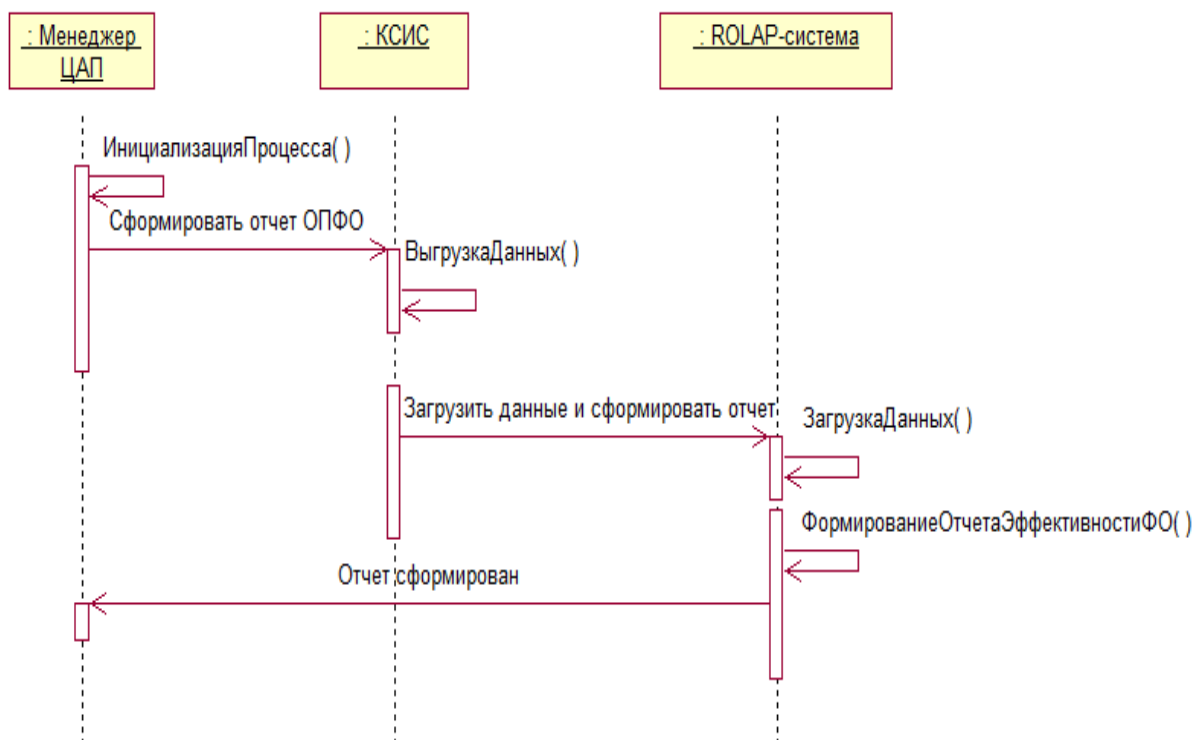 : Менеджер
ЦАП
: КСИС
: ROLAP-система
ИнициализацияПроцесса( )
Сформировать отчет ОПФО
ВыгрузкаДанных( )
Загрузить данные и сформировать отчет
ЗагрузкаДанных( )
ФормированиеОтчетаЭффективностиФО( )
Отчет сформирован